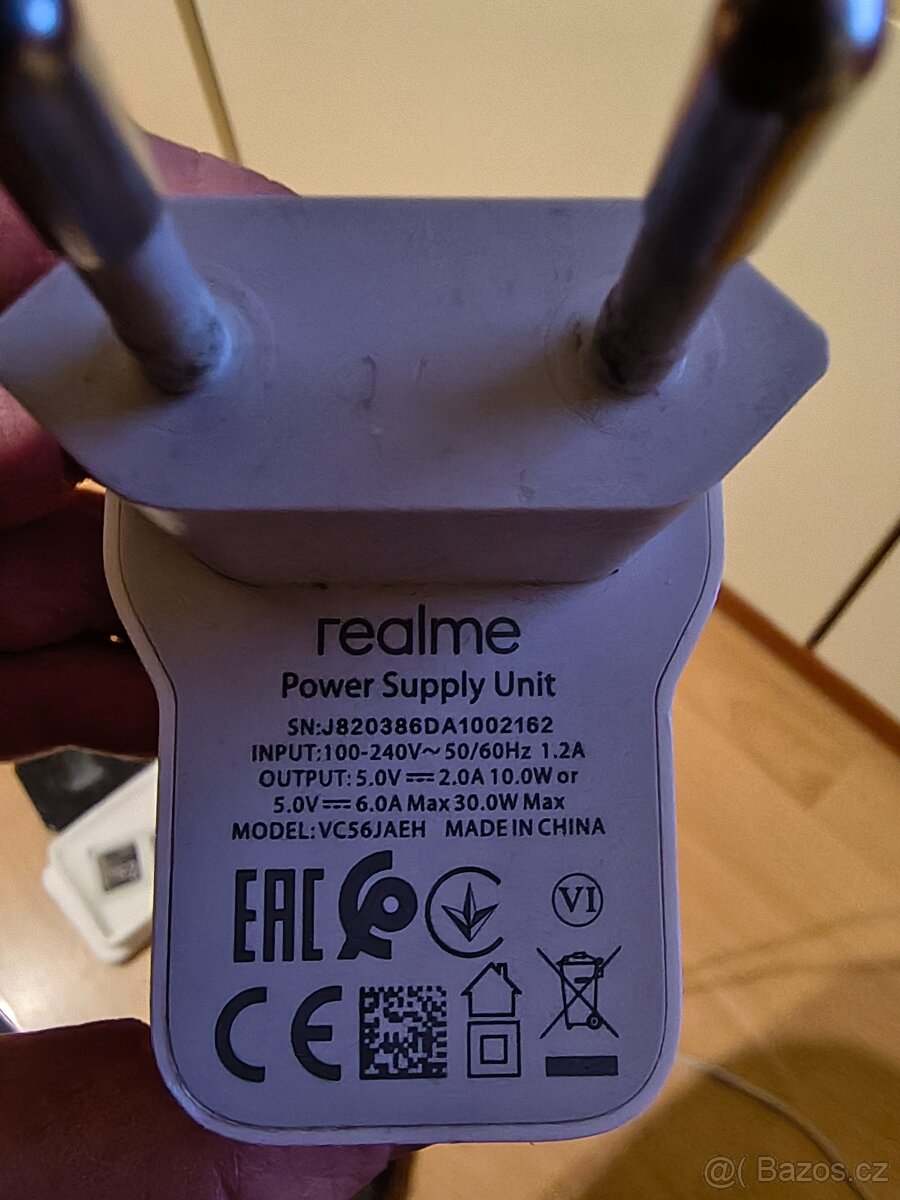 realme
Power Supply Unit
SN:J820386DA1002162
INPUT:100-240V~50/60Hz 1.2A
OUTPUT:5.0V⎓2.0A 10.0W or
5.0V⎓6.0A Max 30.0W Max
MODEL:VC56JAEH MADE IN CHINA
EAC
VI
CE
@( Bazos.cz